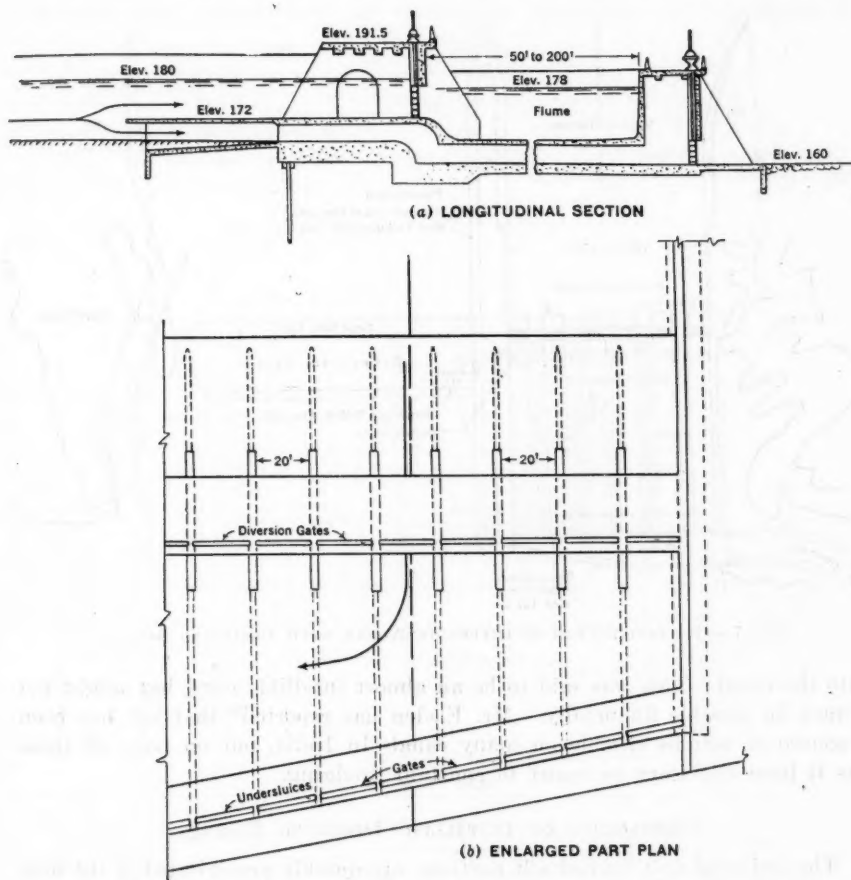 Elev. 191.5
50' to 200'
Elev. 180
Elev. 178
Elev. 172
Flume
Elev. 160
(a) LONGITUDINAL SECTION
20'
20'
Diversion Gates
Undersluices
Gates
(b) ENLARGED PART PLAN